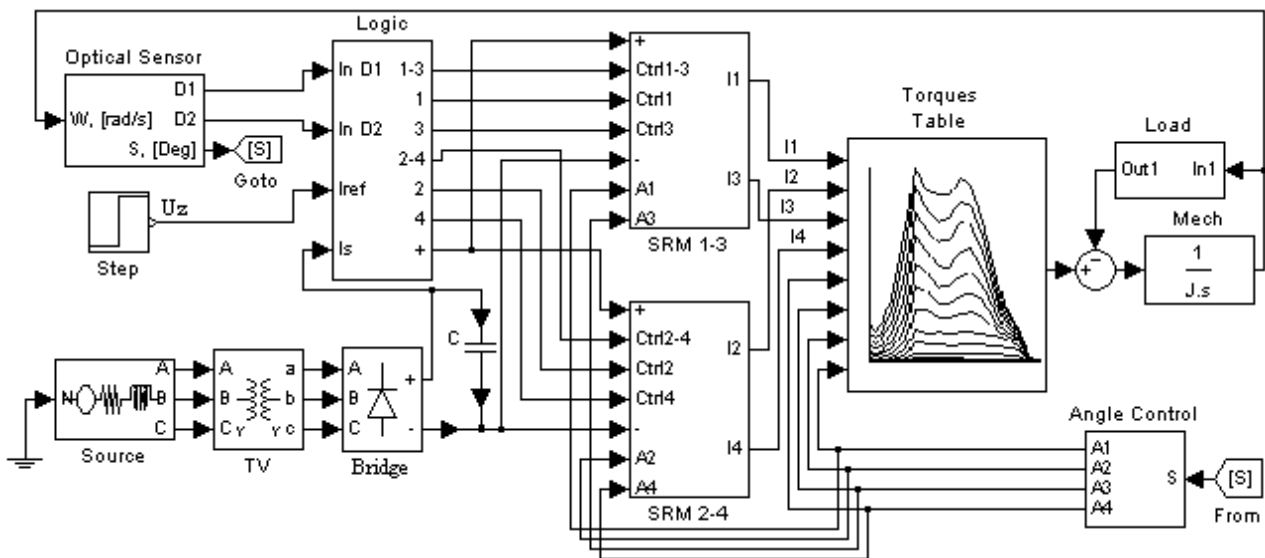 Logic
Optical Sensor
D1
W, [rad/s]
D2
S, [Deg]
[S]
Goto
Uz
Step
In D1
In D2
Iref
Is
1-3
1
3
2-4
2
4
+
+
Ctrl1-3
Ctrl1
Ctrl3
-
A1
A3
I1
I3
SRM 1-3
+
Ctrl2-4
Ctrl2
Ctrl4
-
A2
A4
I2
I4
SRM 2-4
I1
I2
I3
I4
Torques
Table
Load
Out1
In1
Mech
1
J.s
+
-
C
N
A
B
C
Source
A
B
C
Y
Y
a
b
c
TV
A
B
C
+
-
Bridge
Angle Control
A1
A2
A3
A4
S
[S]
From